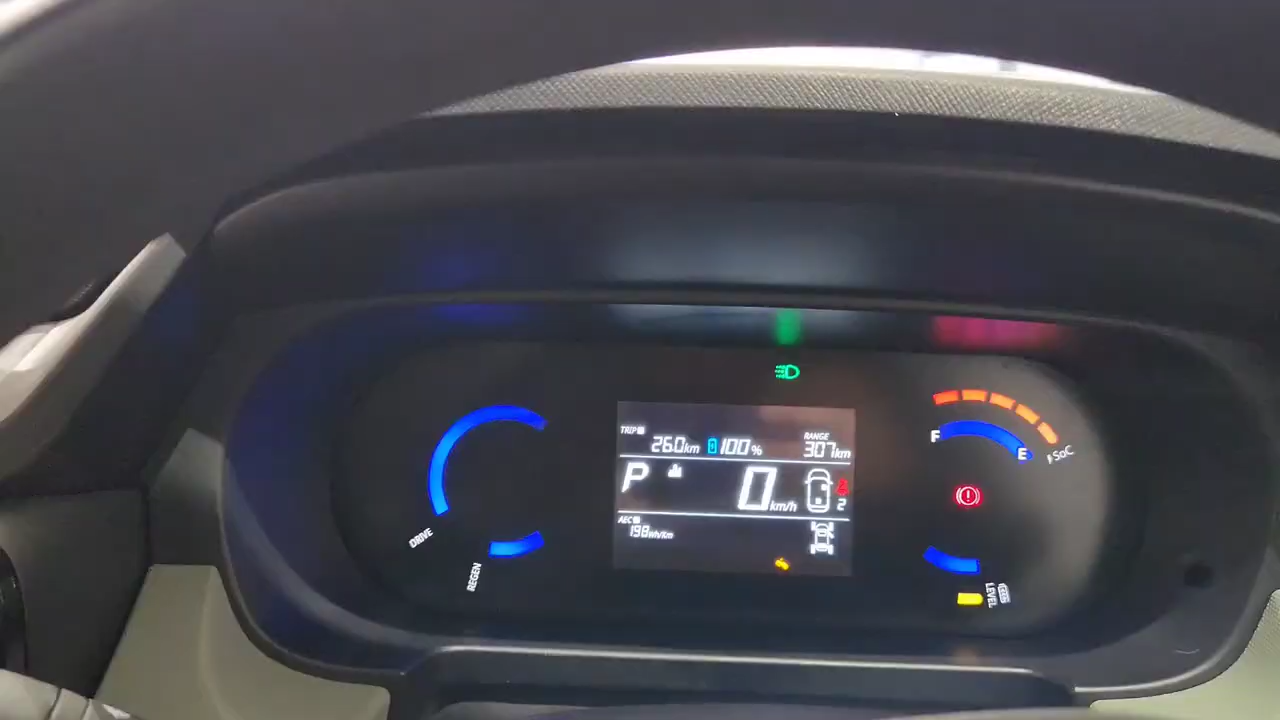 TRIP
26.0km 100% RANGE 307km
P 0 km/h 2
AEC
198Wh/Km
DRIVE
REGEN
F
E
SoC
LEVEL